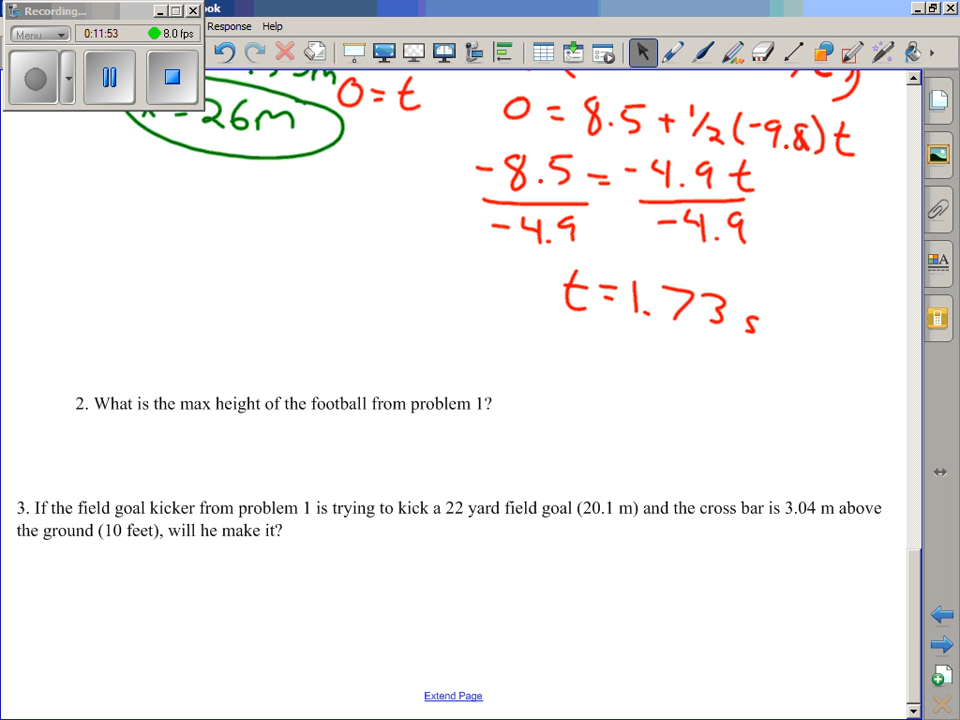 Recording...
ook
Menu
0:11:53
8.0 fps
Response Help
0 = t
26m
0 = 8.5 + 1/2 (-9.8) t
-8.5 = -4.9 t
-4.9 -4.9
t = 1.73 s
2. What is the max height of the football from problem 1?
3. If the field goal kicker from problem 1 is trying to kick a 22 yard field goal (20.1 m) and the cross bar is 3.04 m above
the ground (10 feet), will he make it?
Extend Page